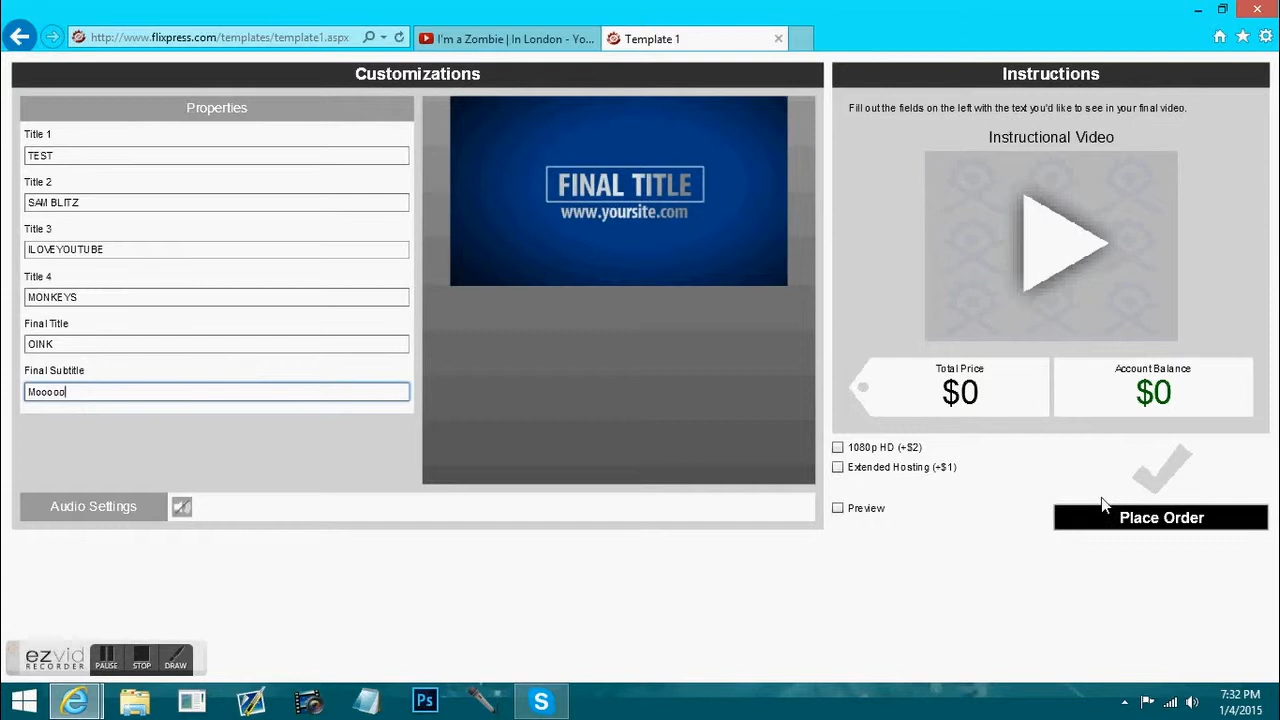 http://www.flixpress.com/templates/template1.aspx
I'm a Zombie | In London - Yo...
Template 1
Customizations
Properties
Title 1
TEST
Title 2
SAM BLITZ
Title 3
ILOVEYOUTUBE
Title 4
MONKEYS
Final Title
OINK
Final Subtitle
Mooooo
Audio Settings
FINAL TITLE
www.yoursite.com
Instructions
Fill out the fields on the left with the text you'd like to see in your final video.
Instructional Video
Total Price
$0
Account Balance
$0
1080p HD (+$2)
Extended Hosting (+$1)
Preview
Place Order
ezvid
RECORDER
PAUSE
STOP
DRAW
Ps
7:32 PM
1/4/2015